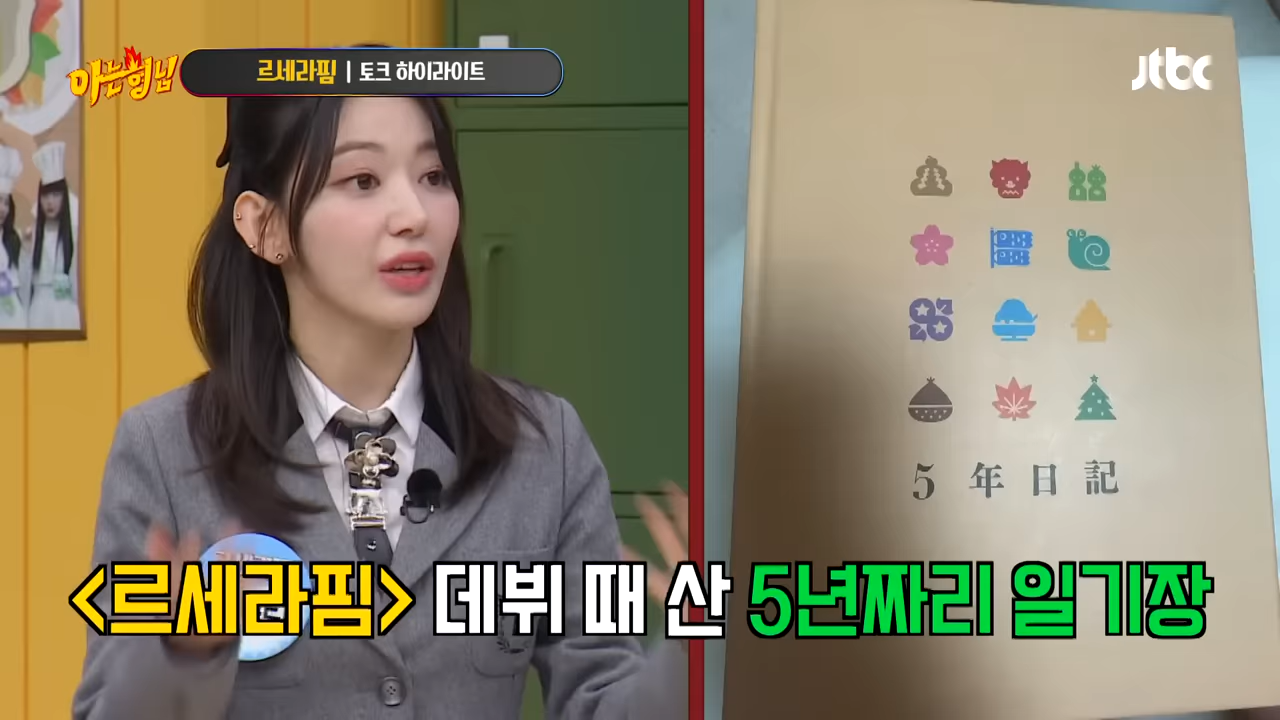 아는형님
르세라핌 | 토크 하이라이트
jtbc
5年日記
<르세라핌> 데뷔 때 산 5년짜리 일기장